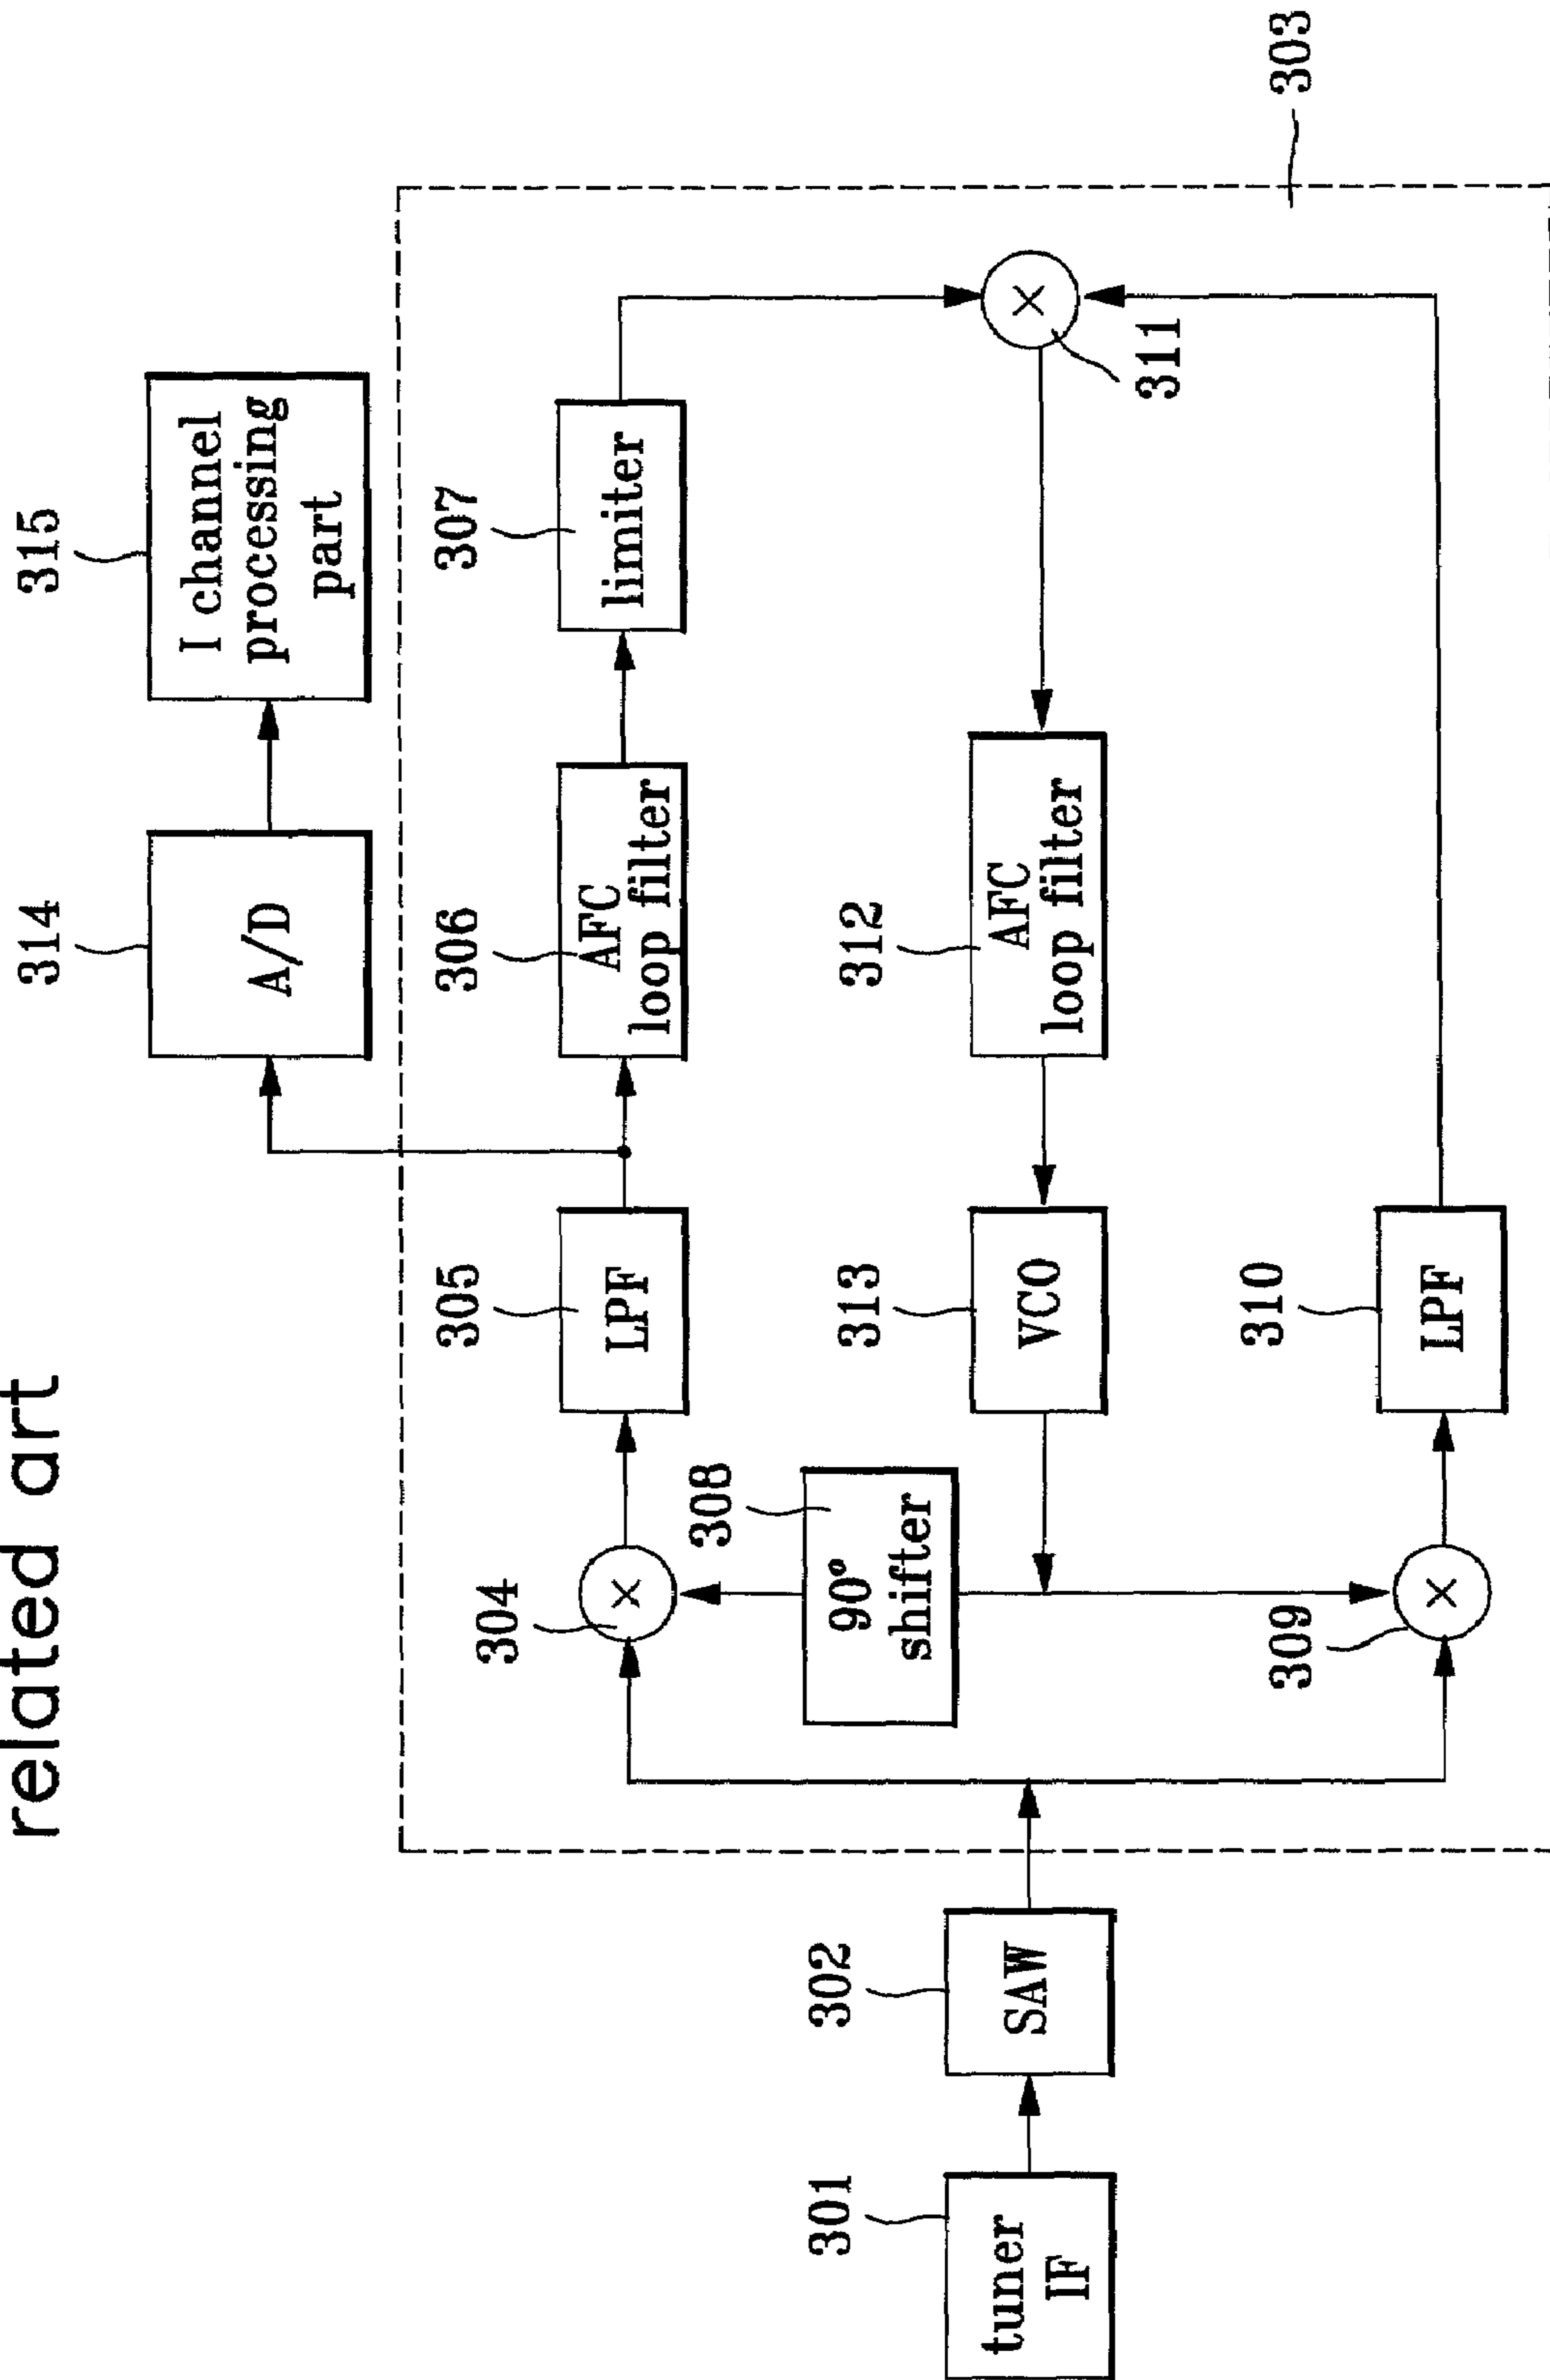 related art
315
I channel
processing
part
314
A/D
303
307
limiter
306
AFC
loop filter
305
LPF
304
×
308
90°
shifter
×
311
312
AFC
loop filter
313
VCO
310
LPF
309
×
302
SAW
301
tuner
IF